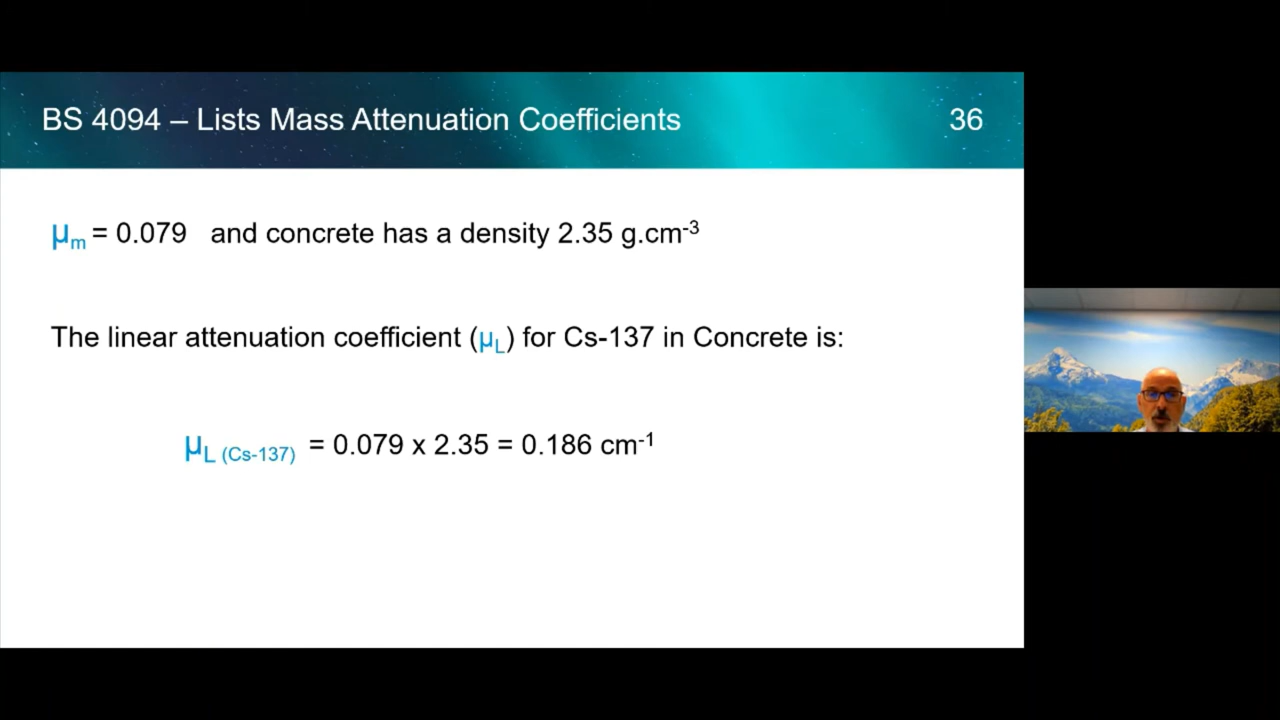 BS 4094 – Lists Mass Attenuation Coefficients 36
μm = 0.079 and concrete has a density 2.35 g.cm-3
The linear attenuation coefficient (μL) for Cs-137 in Concrete is:
μL (Cs-137) = 0.079 x 2.35 = 0.186 cm-1